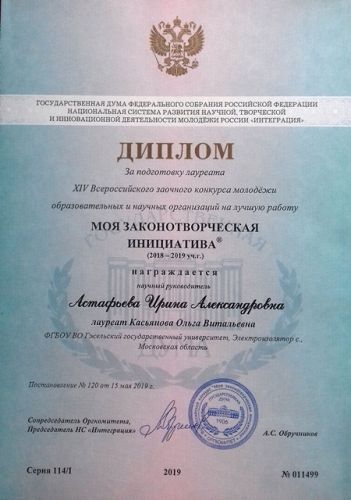 ГОСУДАРСТВЕННАЯ ДУМА ФЕДЕРАЛЬНОГО СОБРАНИЯ РОССИЙСКОЙ ФЕДЕРАЦИИ
НАЦИОНАЛЬНАЯ СИСТЕМА РАЗВИТИЯ НАУЧНОЙ, ТВОРЧЕСКОЙ
И ИННОВАЦИОННОЙ ДЕЯТЕЛЬНОСТИ МОЛОДЁЖИ РОССИИ «ИНТЕГРАЦИЯ»
ДИПЛОМ
За подготовку лауреата
XIV Всероссийского заочного конкурса молодёжи
образовательных и научных организаций на лучшую работу
МОЯ ЗАКОНОТВОРЧЕСКАЯ
ИНИЦИАТИВА®
(2018 – 2019 уч.г.)
награждается
научный руководитель
Астафьева Ирина Александровна
лауреат Касьянова Ольга Витальевна
ФГБОУ ВО Гжельский государственный университет, Электроизолятор с.,
Московская область
Постановление № 120 от 15 мая 2019 г.
Сопредседатель Оргкомитета,
Председатель НС «Интеграция»
А.С. Обручников
1906
Серия 114/I
2019
№ 011499